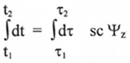 t₂ τ₂
∫dt = ∫dτ sc Ψz
t₁ τ₁